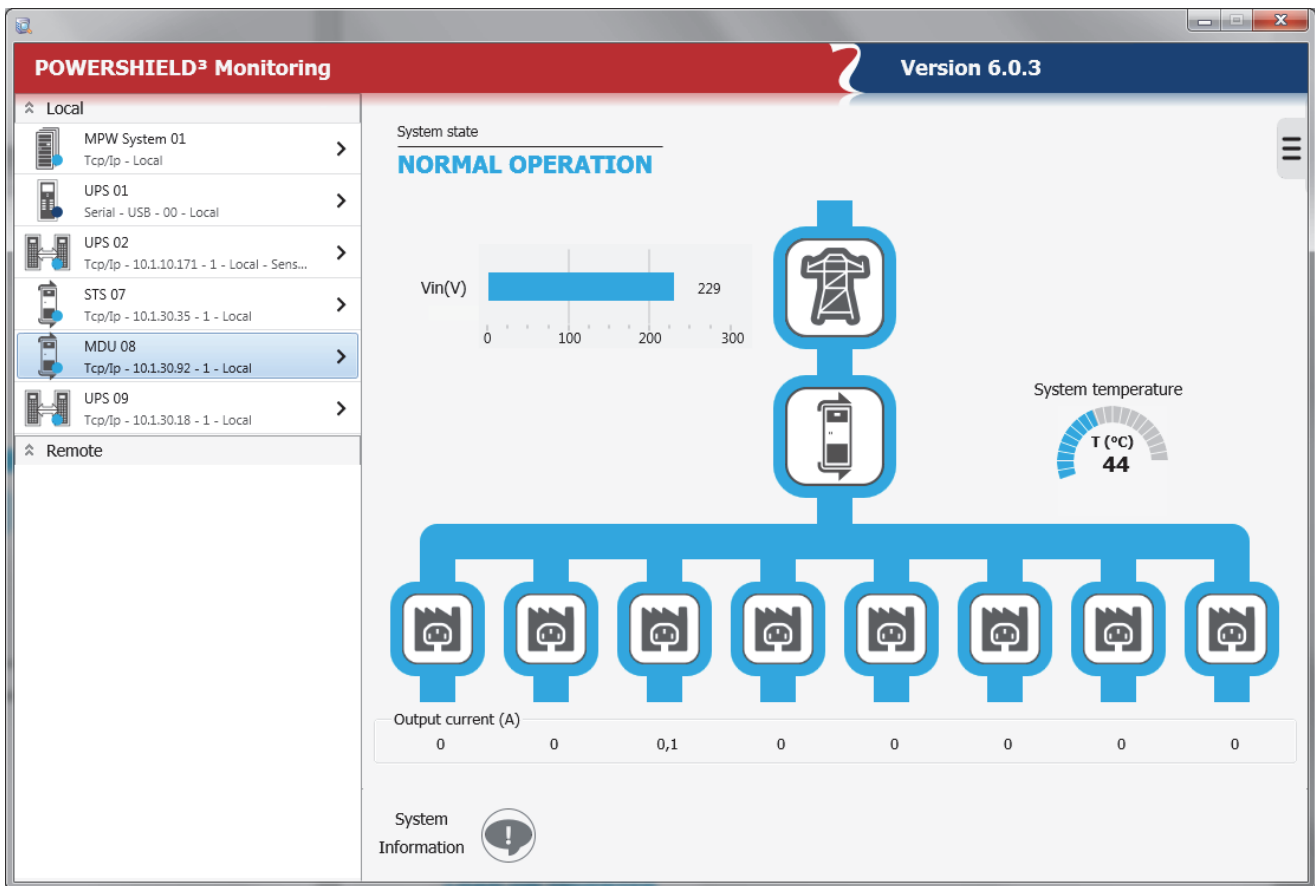 POWERSHIELD³ Monitoring
Version 6.0.3
Local
MPW System 01
Tcp/Ip - Local
UPS 01
Serial - USB - 00 - Local
UPS 02
Tcp/Ip - 10.1.10.171 - 1 - Local - Sens...
STS 07
Tcp/Ip - 10.1.30.35 - 1 - Local
MDU 08
Tcp/Ip - 10.1.30.92 - 1 - Local
UPS 09
Tcp/Ip - 10.1.30.18 - 1 - Local
Remote
System state
NORMAL OPERATION
Vin(V)
229
0 100 200 300
System temperature
T (°C)
44
Output current (A)
0 0 0,1 0 0 0 0 0
System
Information